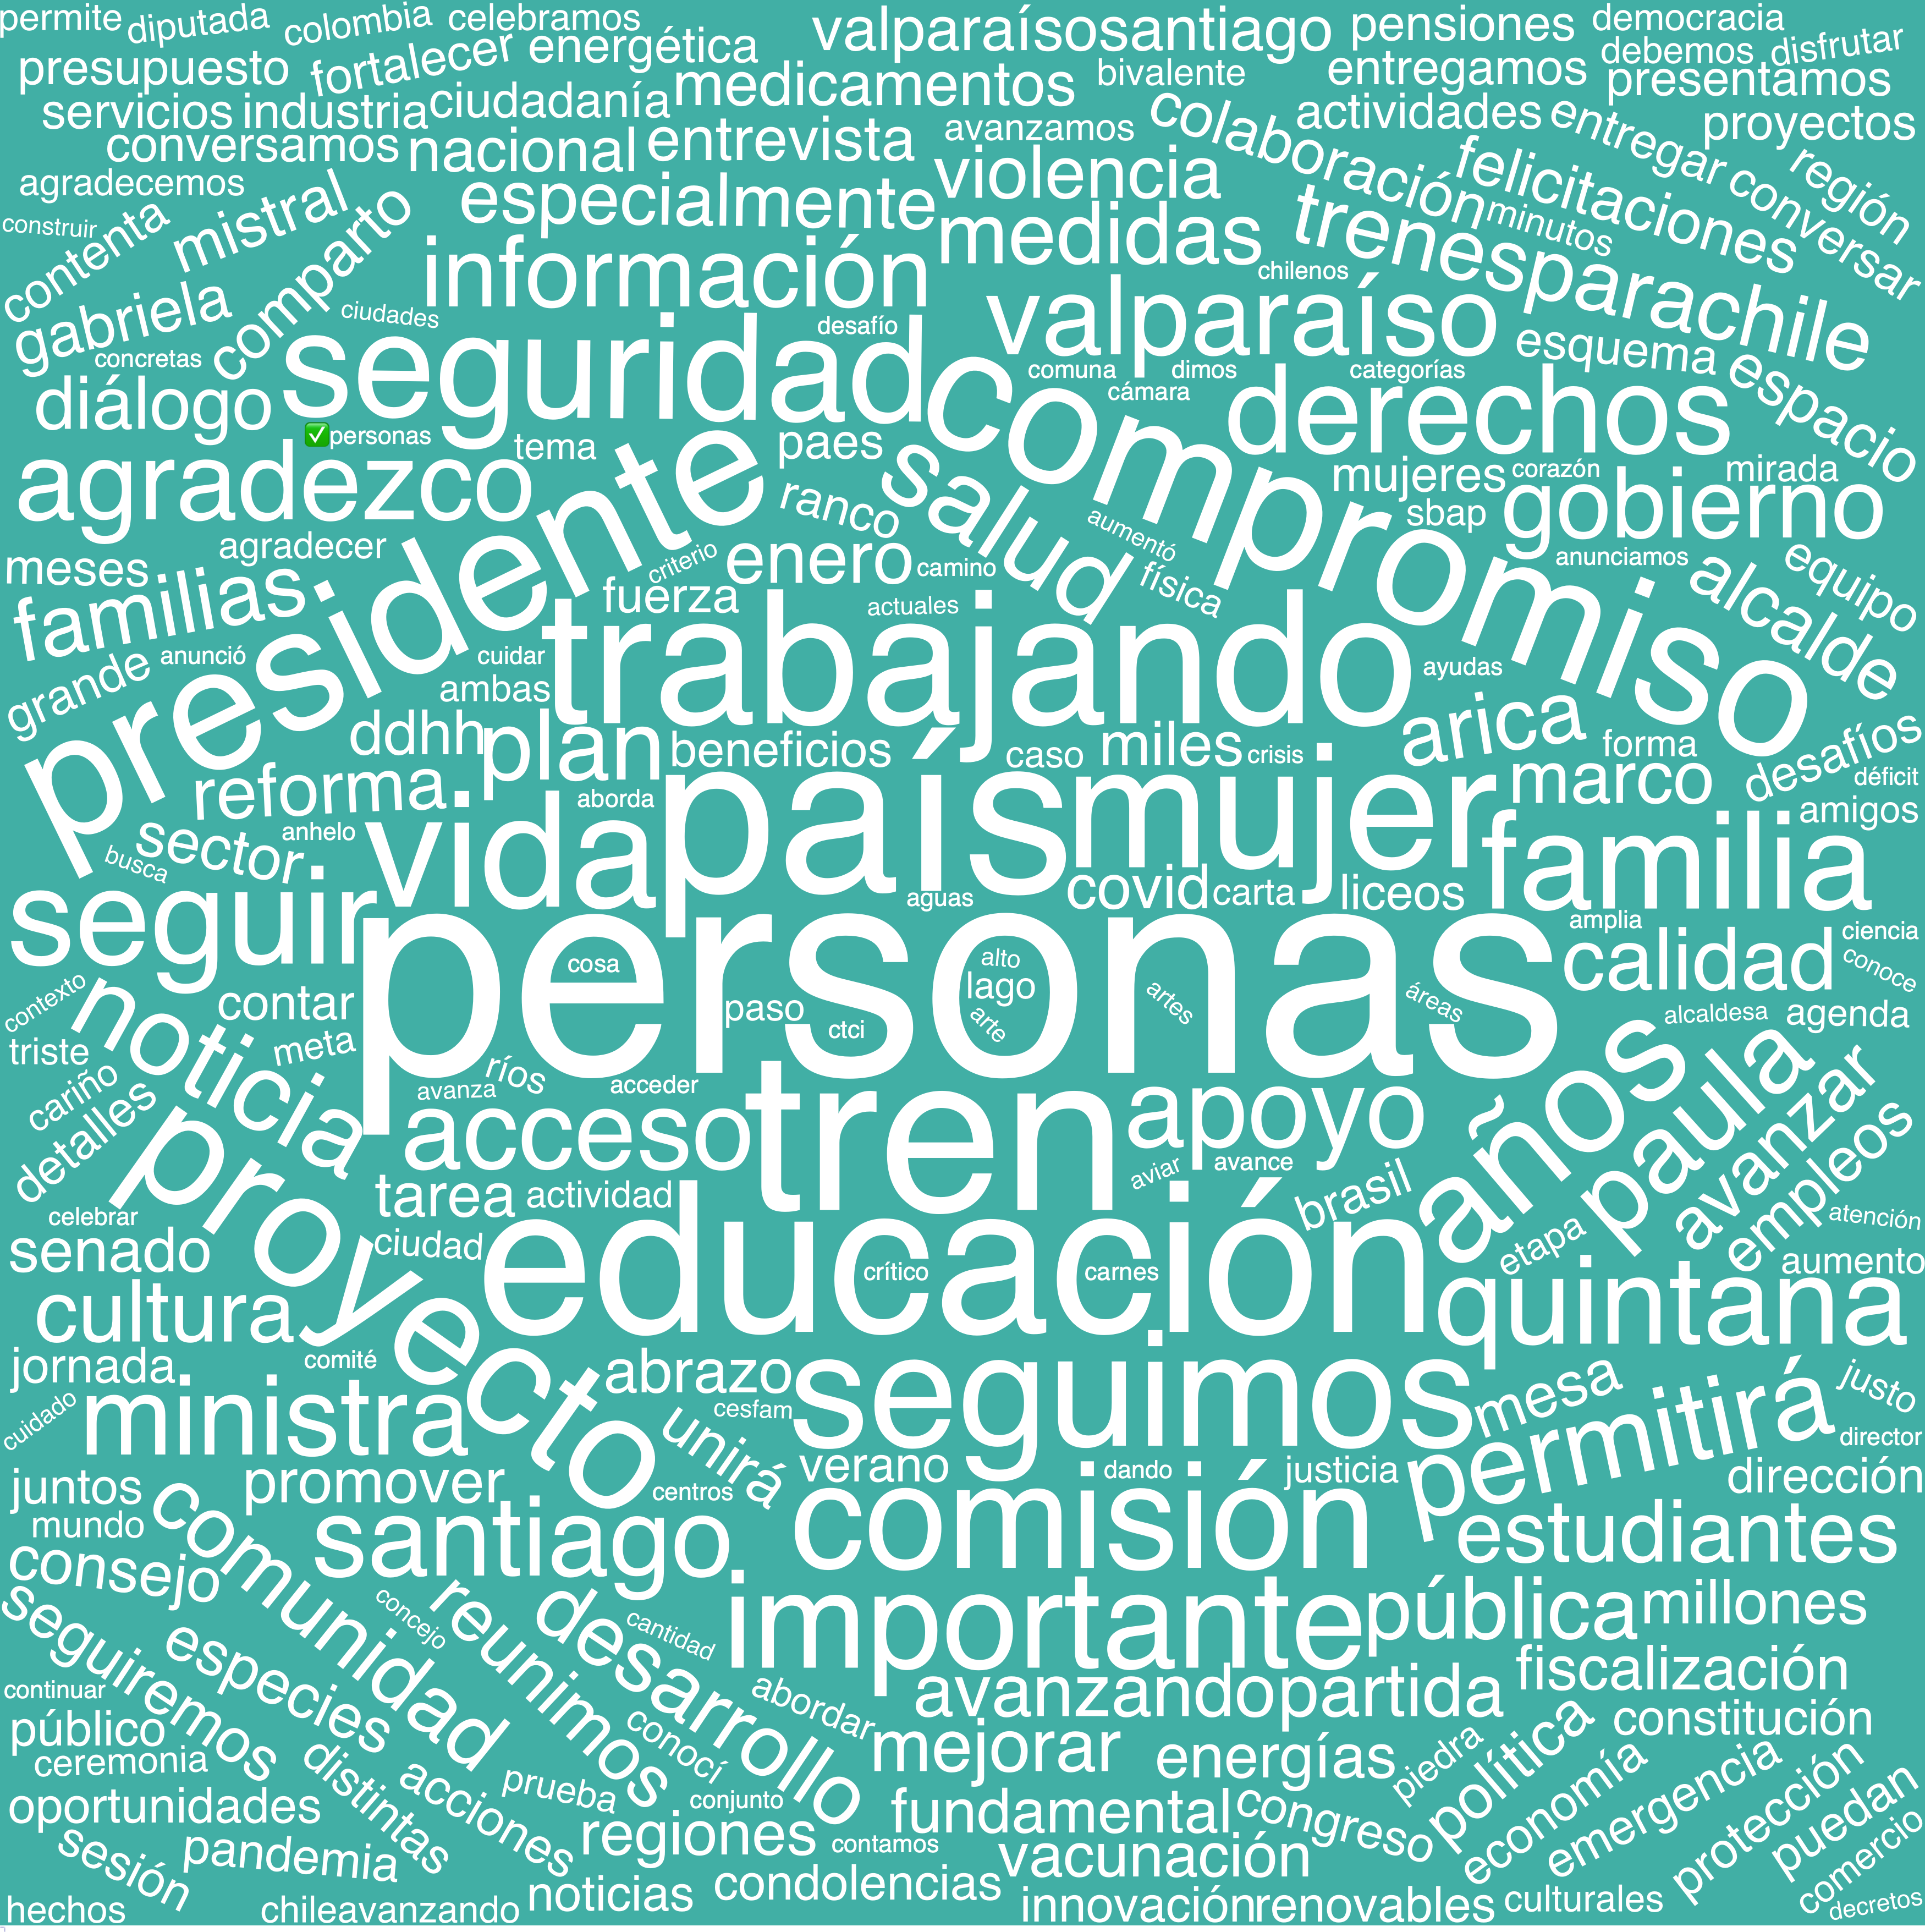 permite diputada colombia celebramos valparaísosantiago pensiones democracia
presupuesto fortalecer energética debemos disfrutar
servicios industria ciudadanía medicamentos bivalente entregamos presentamos
conversamos nacional entrevista avanzamos colaboración actividades entregar proyectos
agradecemos mistral especialmente violencia felicitaciones conversar región
construir contenta comparto medidas minutos trenesparachile
gabriela información chilenos
ciudades seguridad desafío valparaíso esquema espacio
concretas comuna dimos categorías
diálogo cámara derechos
✅personas tema paes compromiso mujeres corazón mirada
agradezco presidente ranco salud sbap gobierno
agradecer criterio enero camino aumentó física anunciamos alcalde equipo
meses familias fuerza actuales
grande anunció cuidar trabajando ayudas
ambas arica
ddhh plan beneficios caso miles crisis forma desafíos
reforma aborda país mujer marco déficit
sector anhelo vida familia amigos
busca aguas covid carta liceos
seguir personas amplia ciencia
contexto noticia cosa alto calidad conoce
contar paso lago artes áreas alcaldesa agenda
triste meta ctci arte años paula avanzar
cariño ríos
detalles avanza acceder tren apoyo empleos
proyecto acceso aviar avance
celebrar tarea actividad brasil etapa atención
senado ciudad educación aumento
cultura crítico carnes quintana
jornada comité abrazo seguimos mesa permitirá justo
cuidado ministra cesfam unirá director
juntos promover centros verano dando justicia dirección
mundo comunidad santiago comisión estudiantes
consejo
seguiremos concejo reunimos desarrollo importante pública millones
especies cantidad fiscalización
continuar abordar avanzando partida
público conocí mejorar energías piedra política constitución
ceremonia distintas acciones prueba conjunto economía emergencia protección puedan
oportunidades fundamental congreso
sesión pandemia regiones contamos vacunación comercio
hechos chileavanzando noticias condolencias innovación renovables culturales decretos